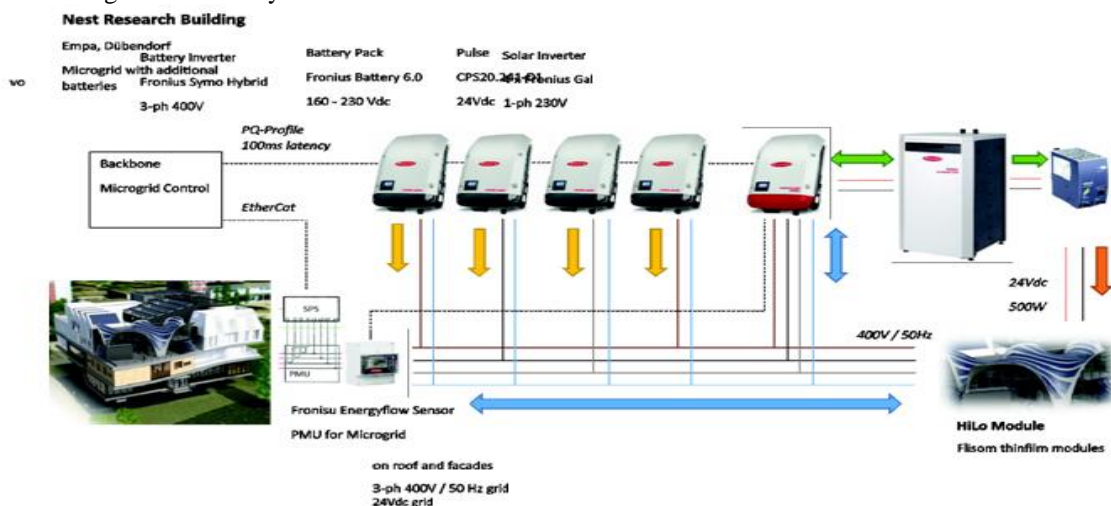 Nest Research Building
Empa, Dübendorf
Microgrid with additional
batteries
vo
Battery Inverter
Fronius Symo Hybrid
3-ph 400V
Battery Pack
Fronius Battery 6.0
160 - 230 Vdc
Pulse
24Vdc
Solar Inverter
Fronius Gal
1-ph 230V
PQ-Profile
100ms latency
Backbone
Microgrid Control
EtherCat
SPS
PMU
24Vdc
500W
400V / 50Hz
Fronisu Energyflow Sensor
PMU for Microgrid
HiLo Module
Flisom thinfilm modules
on roof and facades
3-ph 400V / 50 Hz grid
24Vdc grid